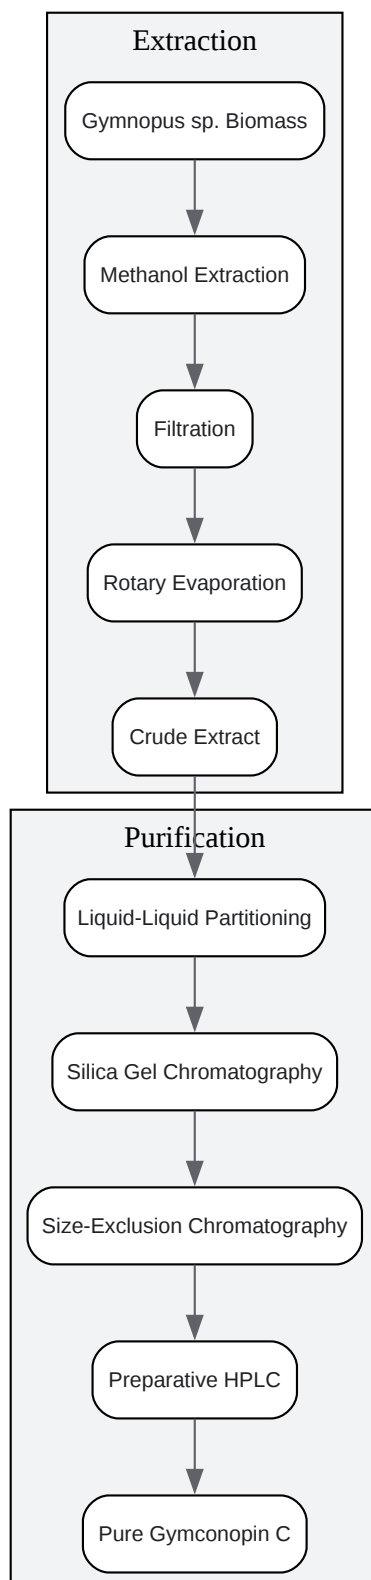 Extraction
Gymnopus sp. Biomass
Methanol Extraction
Filtration
Rotary Evaporation
Crude Extract
Purification
Liquid-Liquid Partitioning
Silica Gel Chromatography
Size-Exclusion Chromatography
Preparative HPLC
Pure Gymconopin C